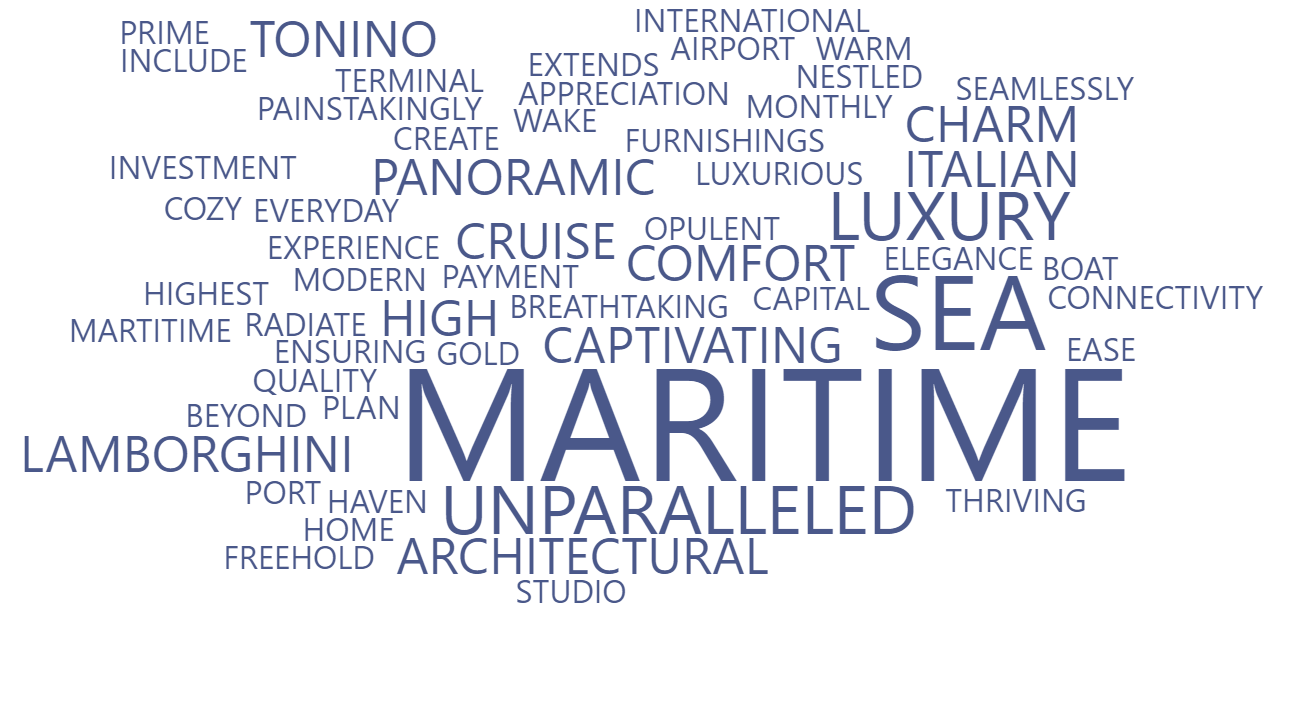 INTERNATIONAL
PRIME TONINO
AIRPORT WARM
INCLUDE EXTENDS
TERMINAL NESTLED
SEAMLESSLY
APPRECIATION
PAINSTAKINGLY MONTHLY
WAKE CHARM
CREATE FURNISHINGS
INVESTMENT ITALIAN
PANORAMIC LUXURIOUS
COZY EVERYDAY LUXURY
OPULENT
EXPERIENCE CRUISE
COMFORT ELEGANCE
MODERN PAYMENT BOAT
HIGHEST CAPITAL CONNECTIVITY
BREATHTAKING SEA
MARTITIME RADIATE HIGH
ENSURING GOLD CAPTIVATING EASE
QUALITY
BEYOND PLAN
MARITIME
LAMBORGHINI
PORT HAVEN UNPARALLELED THRIVING
HOME
FREEHOLD ARCHITECTURAL
STUDIO